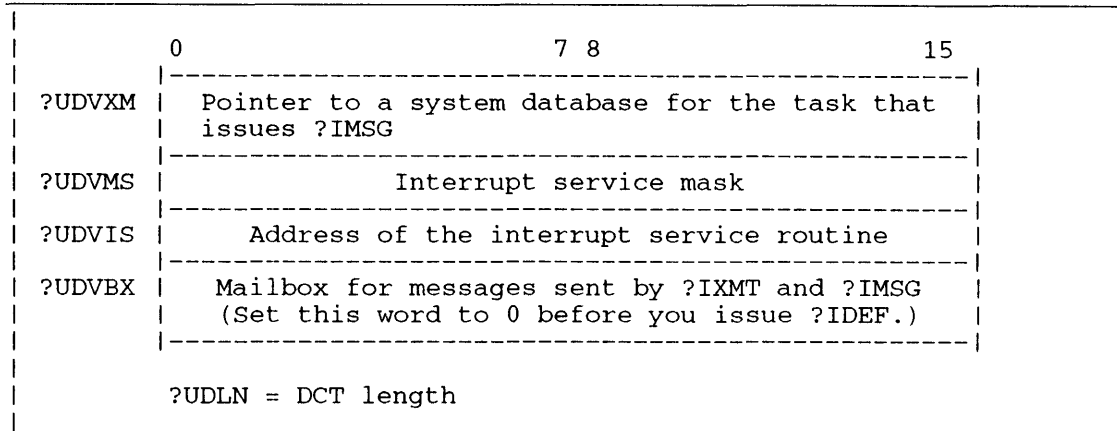 0 7 8 15
?UDVXM Pointer to a system database for the task that
issues ?IMSG
?UDVMS Interrupt service mask
?UDVIS Address of the interrupt service routine
?UDVBX Mailbox for messages sent by ?IXMT and ?IMSG
(Set this word to 0 before you issue ?IDEF.)
?UDLN = DCT length